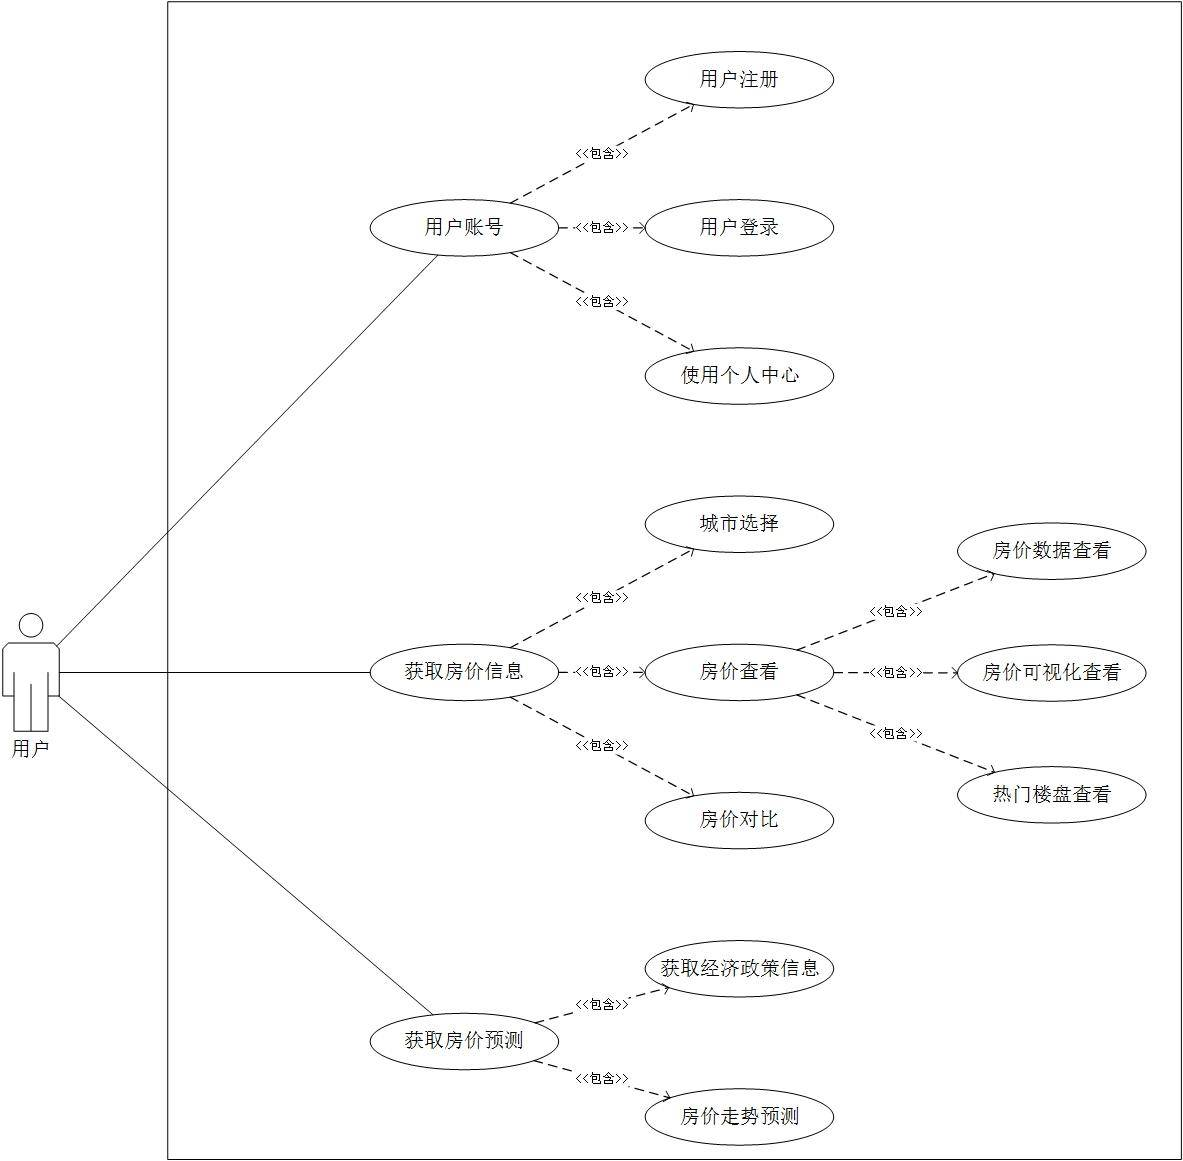 用户注册
<<包含>>
用户账号
<<包含>>
用户登录
<<包含>>
使用个人中心
城市选择
房价数据查看
<<包含>>
<<包含>>
获取房价信息
<<包含>>
房价查看
<<包含>>
房价可视化查看
用户
<<包含>>
<<包含>>
热门楼盘查看
房价对比
获取经济政策信息
<<包含>>
获取房价预测
<<包含>>
房价走势预测